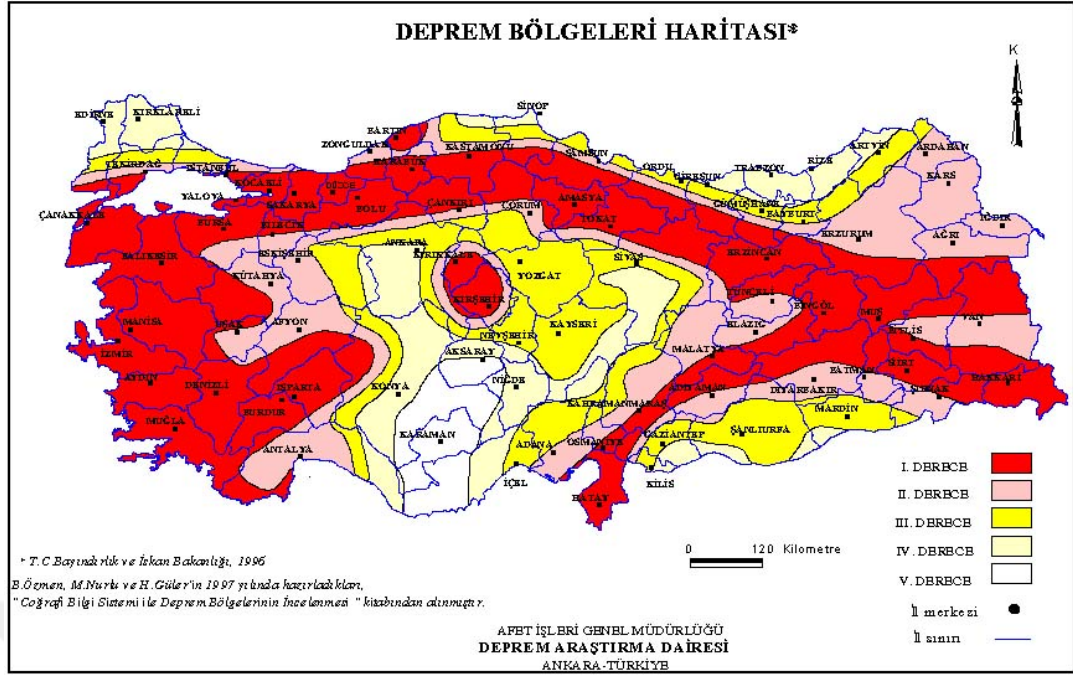 DEPREM BÖLGELERİ HARİTASI*
K
SİNOP
EDİRNE
KIRKLARELİ
BARTIN
ZONGULDAK
KASTAMONU
KARABÜK
SAMSUN
ORDU
GİRESUN
TRABZON
RİZE
ARTVİN
ARDAHAN
TEKİRDAĞ
İSTANBUL
KOCAELİ
YALOVA
SAKARYA
DÜZCE
BOLU
ÇANKIRI
ÇORUM
AMASYA
TOKAT
GÜMÜŞHANE
BAYBURT
KARS
IĞDIR
ÇANAKKALE
BURSA
BİLECİK
ESKİŞEHİR
ANKARA
KIRIKKALE
YOZGAT
SİVAS
ERZİNCAN
ERZURUM
AĞRI
BALIKESİR
KÜTAHYA
KIRŞEHİR
TUNCELİ
BİNGÖL
MUŞ
MANİSA
UŞAK
AFYON
NEVŞEHİR
KAYSERİ
ELAZIĞ
BİTLİS
VAN
İZMİR
AKSARAY
MALATYA
SİİRT
AYDIN
DENİZLİ
ISPARTA
KONYA
NİĞDE
KAHRAMANMARAŞ
ADIYAMAN
DİYARBAKIR
BATMAN
ŞIRNAK
HAKKARİ
BURDUR
MUĞLA
KARAMAN
ADANA
OSMANİYE
GAZİANTEP
ŞANLIURFA
MARDİN
ANTALYA
İÇEL
KİLİS
HATAY
I. DERECE
II. DERECE
III. DERECE
IV. DERECE
V. DERECE
İl merkezi
İl sınırı
0 120 Kilometre
* T.C.Bayındırlık ve İskan Bakanlığı, 1996
B.Özmen, M.Nurlu ve H.Güler'in 1997 yılında hazırladıkları,
" Coğrafi Bilgi Sistemi ile Deprem Bölgelerinin İncelenmesi " kitabından alınmıştır.
AFET İŞLERİ GENEL MÜDÜRLÜĞÜ
DEPREM ARAŞTIRMA DAİRESİ
ANKARA-TÜRKİYE